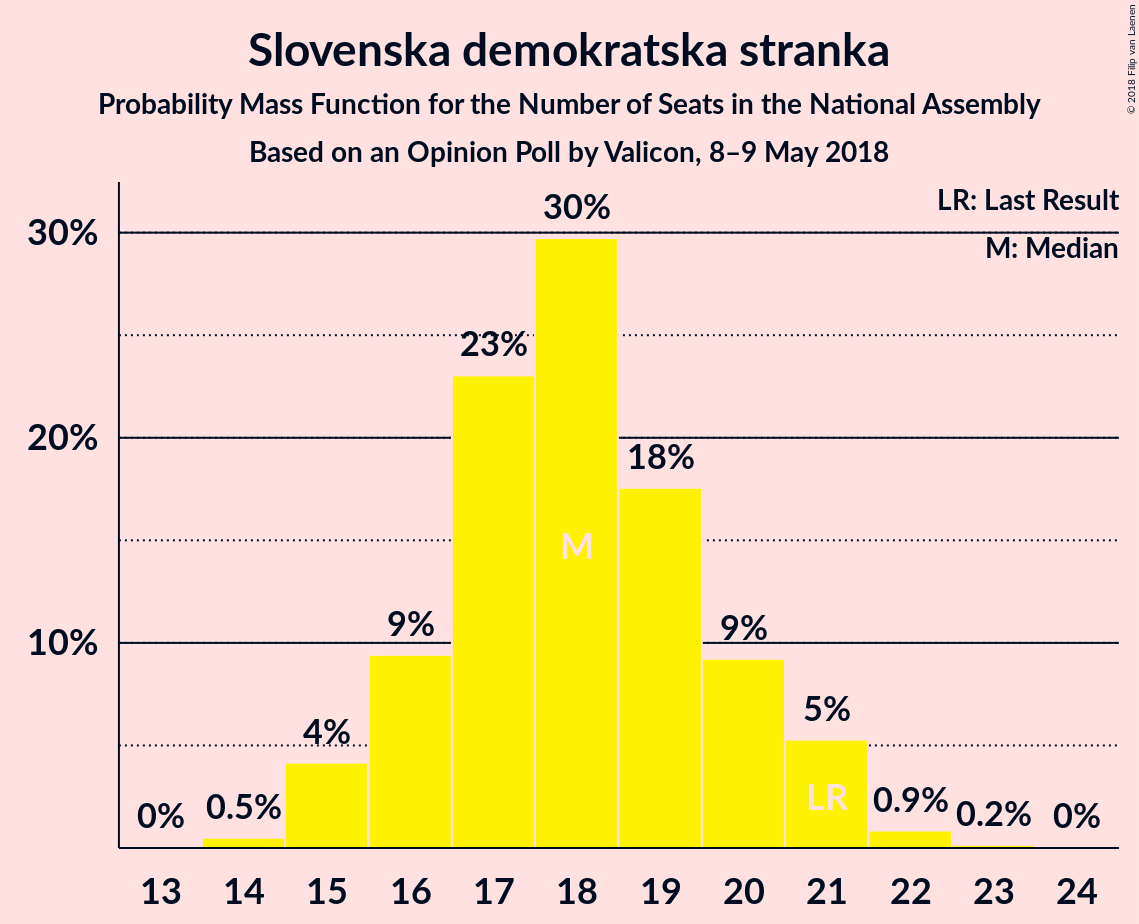 Slovenska demokratska stranka
Probability Mass Function for the Number of Seats in the National Assembly
Based on an Opinion Poll by Valicon, 8–9 May 2018
© 2018 Filip van Laenen
LR: Last Result
M: Median
30%
20%
10%
0%
0.5%
4%
9%
23%
30%
18%
9%
5%
0.9%
0.2%
0%
M
LR
13 14 15 16 17 18 19 20 21 22 23 24